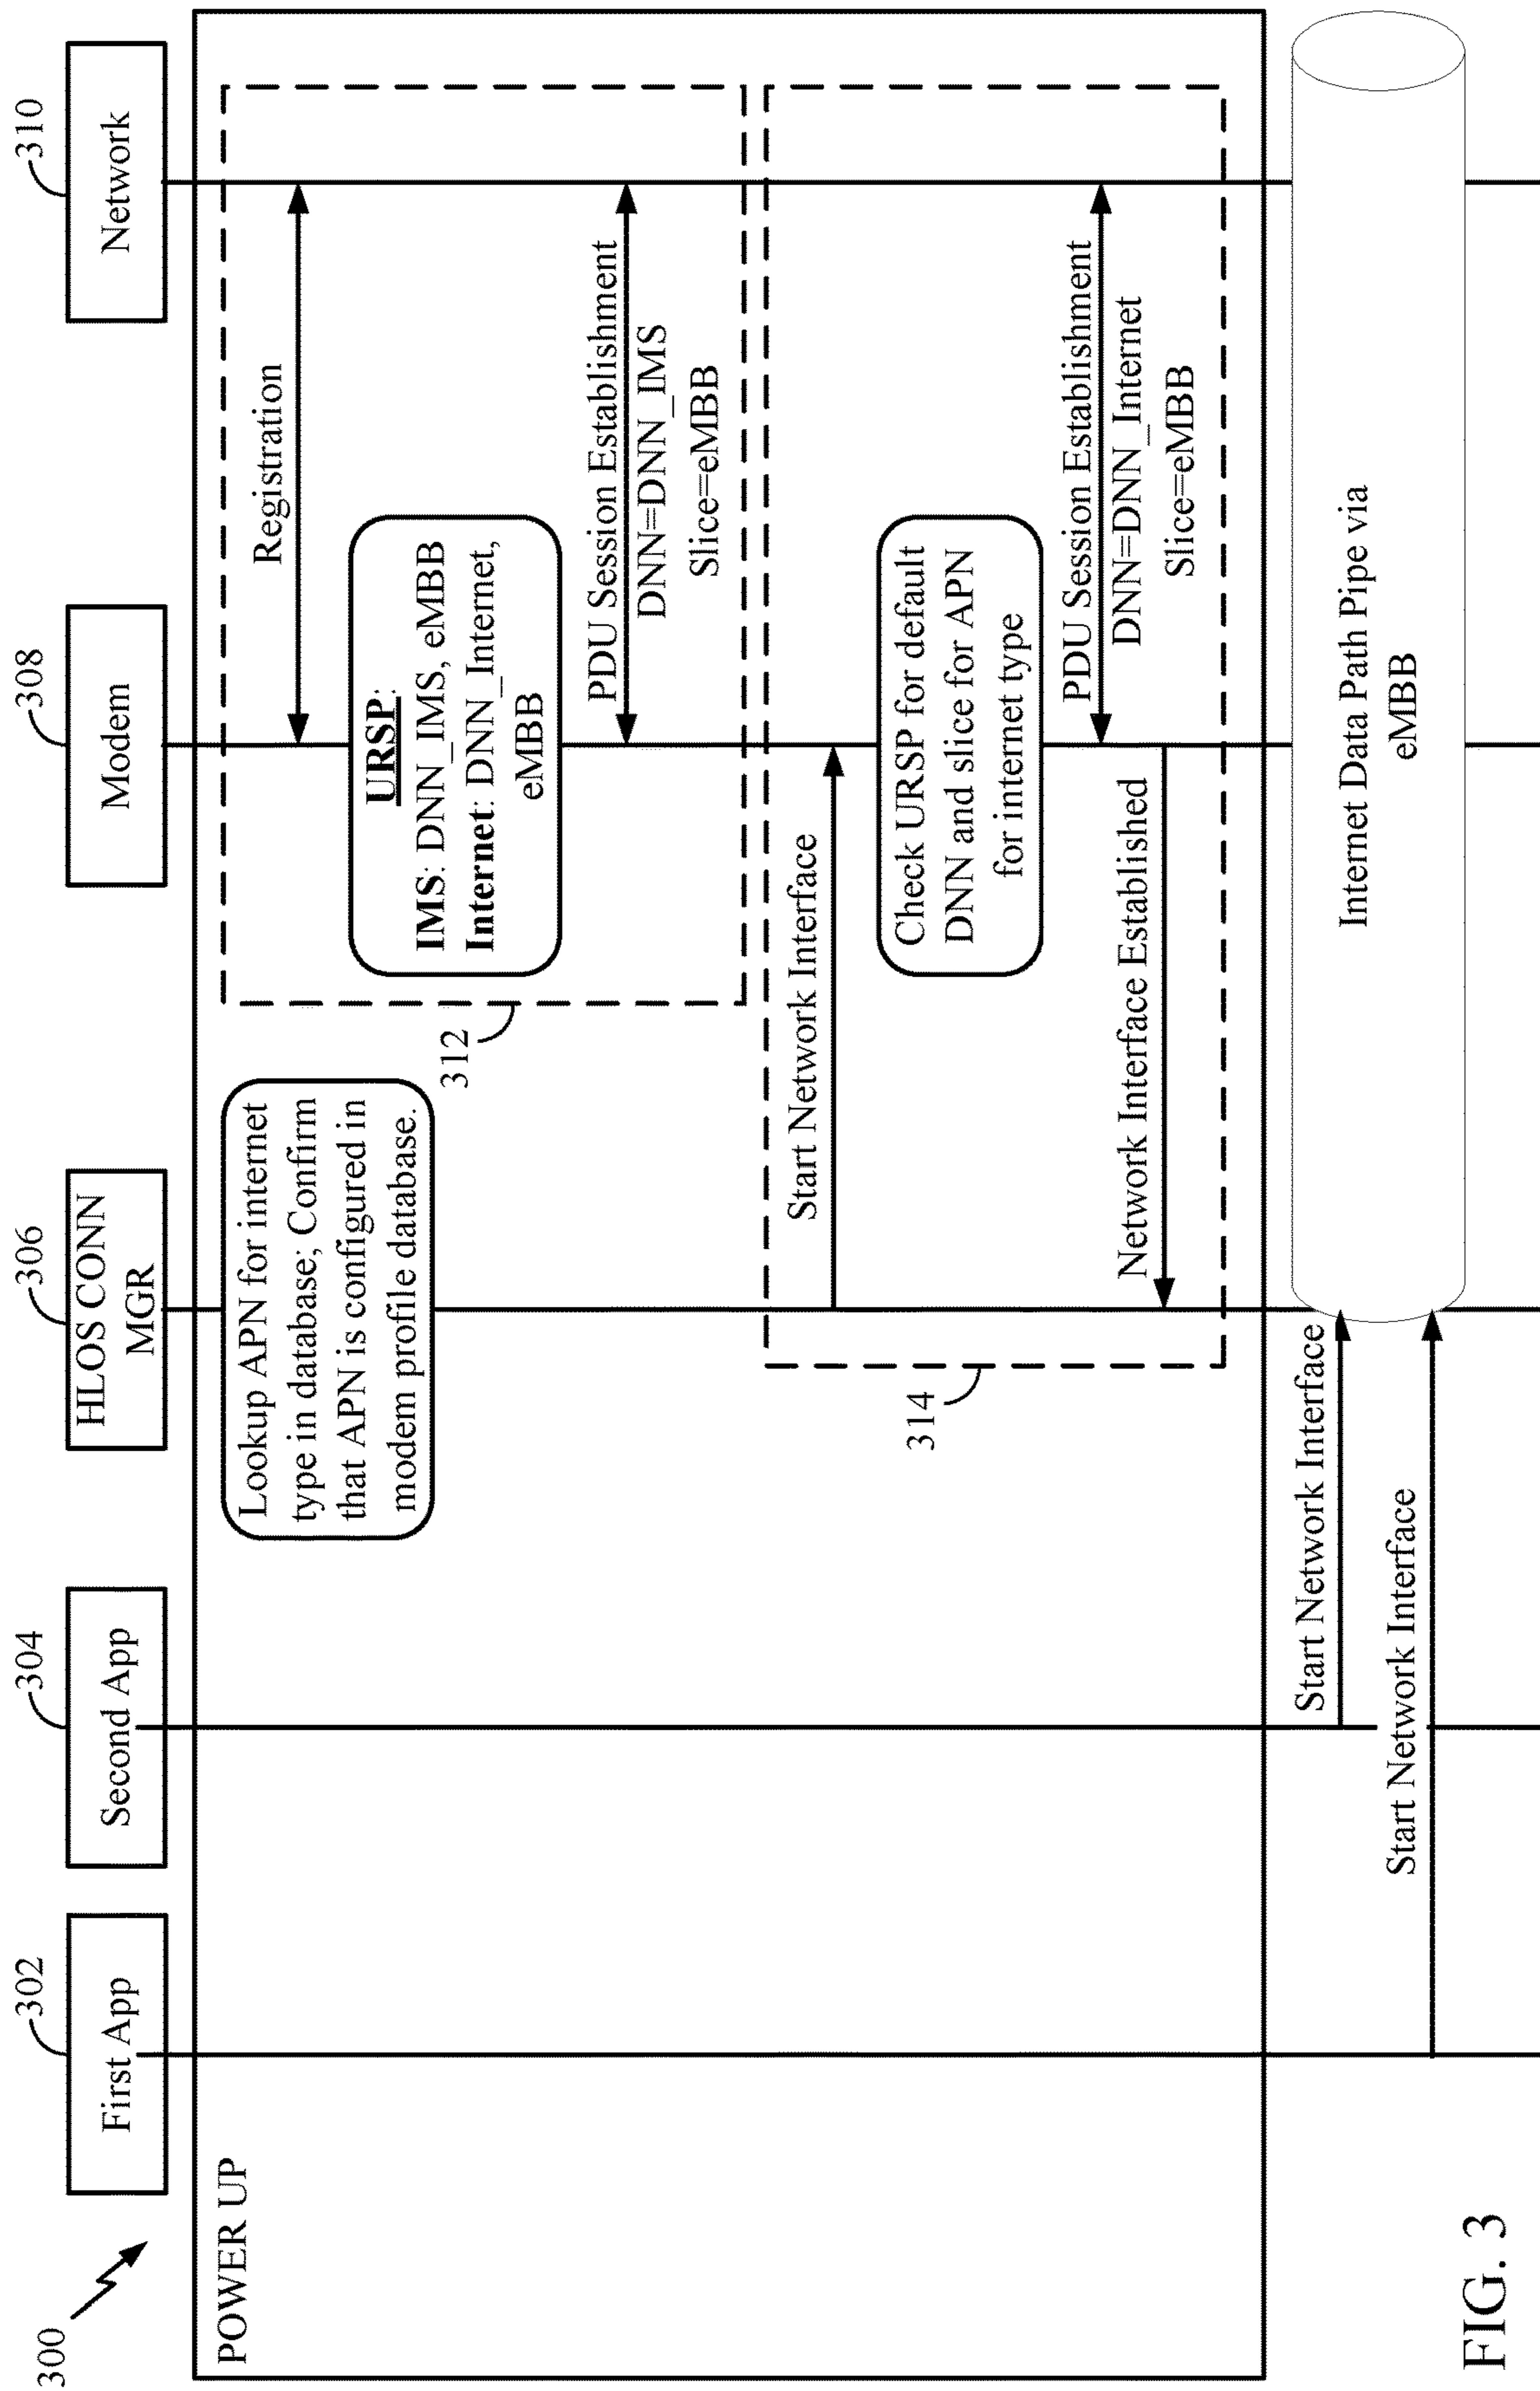 300
302
First App
304
Second App
306
HLOS CONN
MGR
308
Modem
310
Network
POWER UP
Lookup APN for internet
type in database; Confirm
that APN is configured in
modem profile database.
Registration
URSP:
IMS: DNN_IMS, eMBB
Internet: DNN_Internet,
eMBB
312
PDU Session Establishment
DNN=DNN_IMS
Slice=eMBB
Start Network Interface
Check URSP for default
DNN and slice for APN
for internet type
314
PDU Session Establishment
DNN=DNN_Internet
Slice=eMBB
Network Interface Established
Start Network Interface
Internet Data Path Pipe via
eMBB
Start Network Interface
FIG. 3